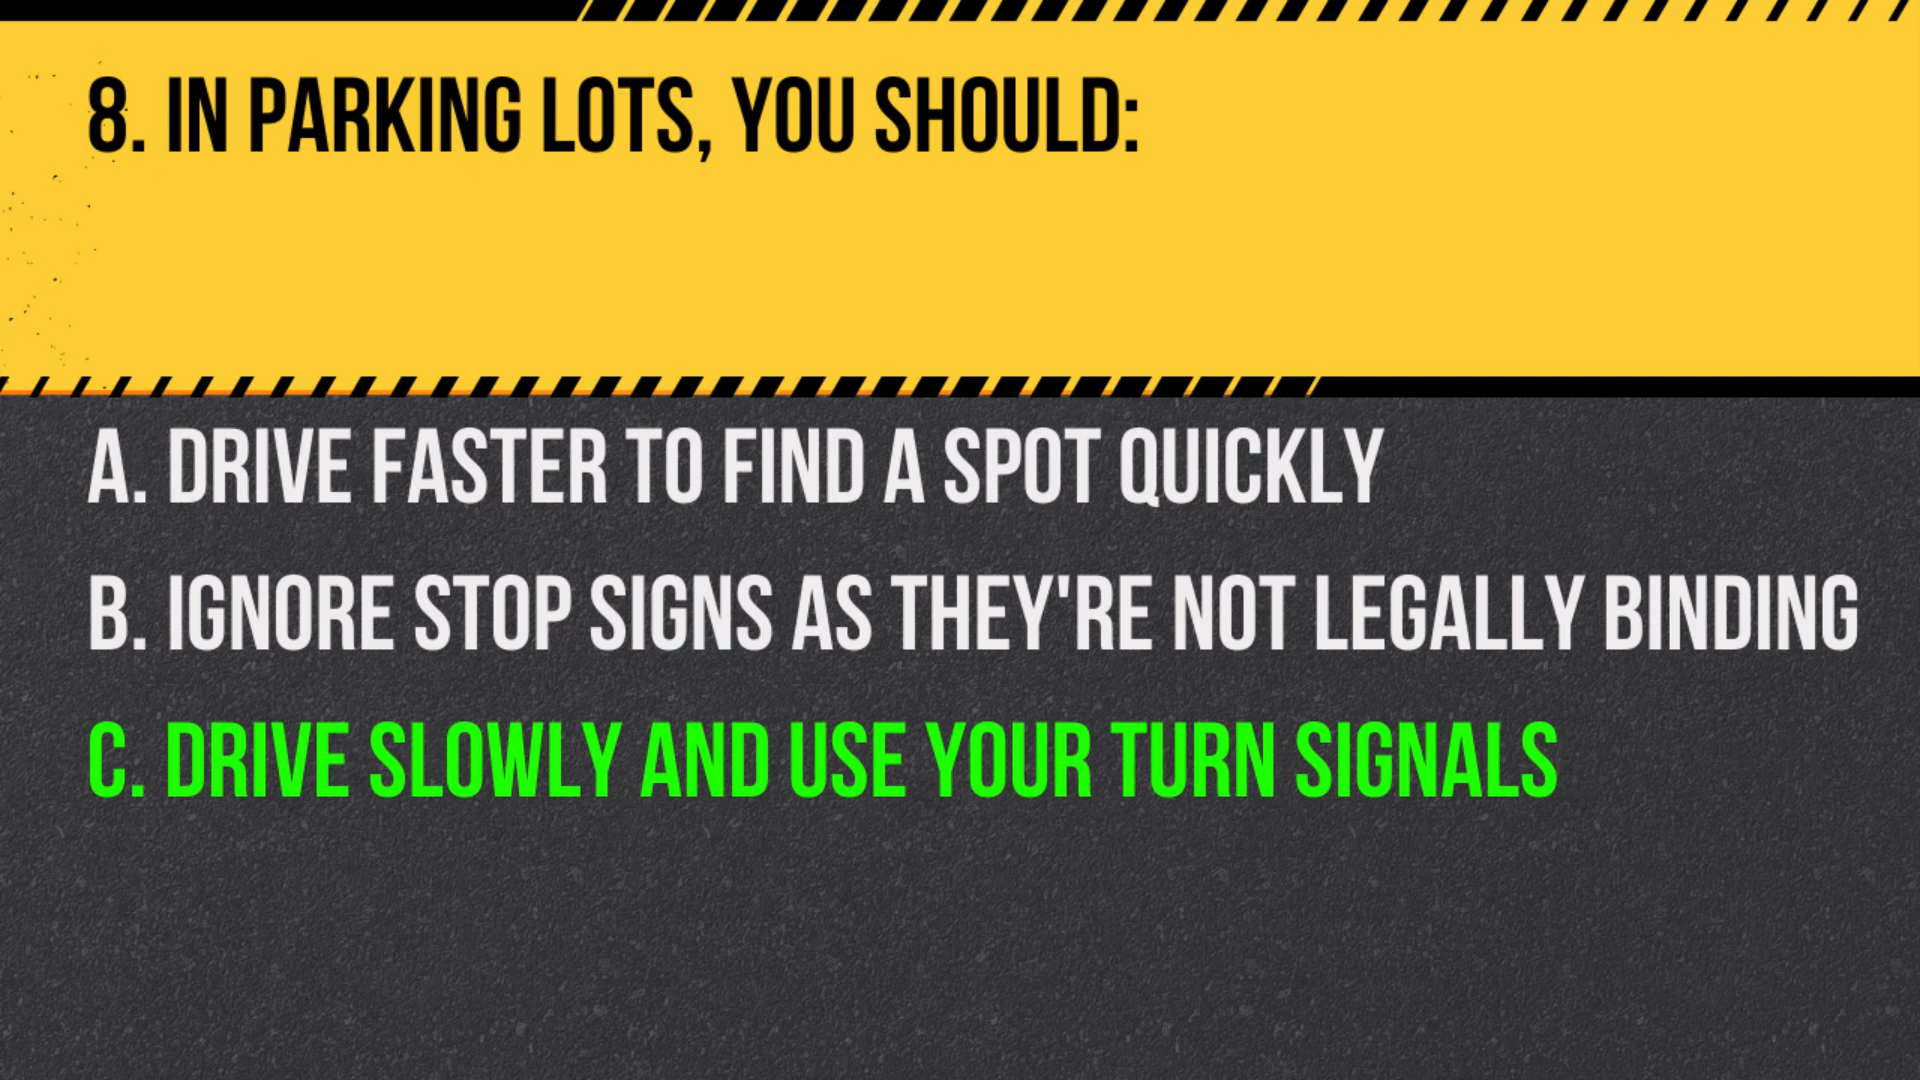 8. IN PARKING LOTS, YOU SHOULD:
A. DRIVE FASTER TO FIND A SPOT QUICKLY
B. IGNORE STOP SIGNS AS THEY'RE NOT LEGALLY BINDING
C. DRIVE SLOWLY AND USE YOUR TURN SIGNALS